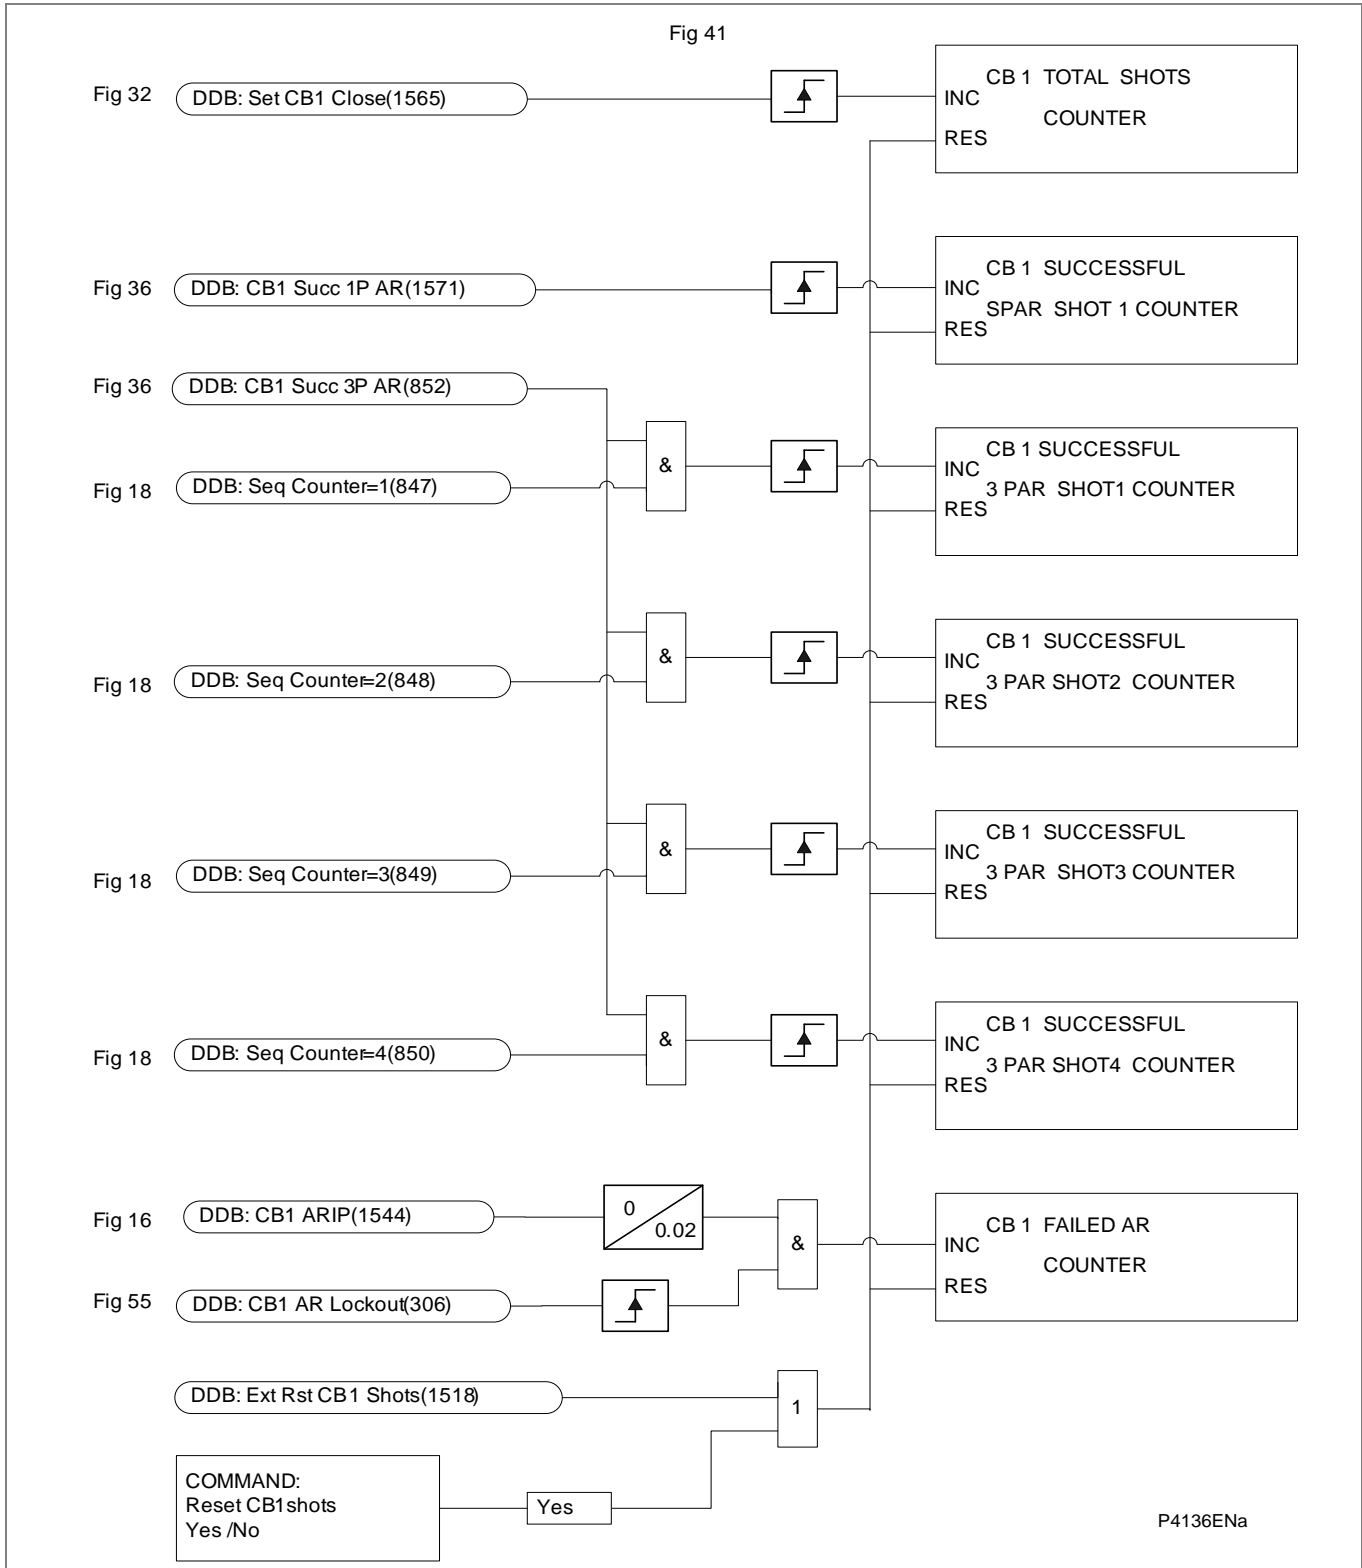 Fig 41
Fig 32
DDB: Set CB1 Close(1565)
INC
RES
CB 1 TOTAL SHOTS
COUNTER
Fig 36
DDB: CB1 Succ 1P AR(1571)
INC
RES
CB 1 SUCCESSFUL
SPAR SHOT 1 COUNTER
Fig 36
DDB: CB1 Succ 3P AR(852)
Fig 18
DDB: Seq Counter=1(847)
&
INC
RES
CB 1 SUCCESSFUL
3 PAR SHOT1 COUNTER
Fig 18
DDB: Seq Counter=2(848)
&
INC
RES
CB 1 SUCCESSFUL
3 PAR SHOT2 COUNTER
Fig 18
DDB: Seq Counter=3(849)
&
INC
RES
CB 1 SUCCESSFUL
3 PAR SHOT3 COUNTER
Fig 18
DDB: Seq Counter=4(850)
&
INC
RES
CB 1 SUCCESSFUL
3 PAR SHOT4 COUNTER
Fig 16
DDB: CB1 ARIP(1544)
0
0.02
&
INC
RES
CB 1 FAILED AR
COUNTER
Fig 55
DDB: CB1 AR Lockout(306)
DDB: Ext Rst CB1 Shots(1518)
1
COMMAND:
Reset CB1shots
Yes /No
Yes
P4136ENa